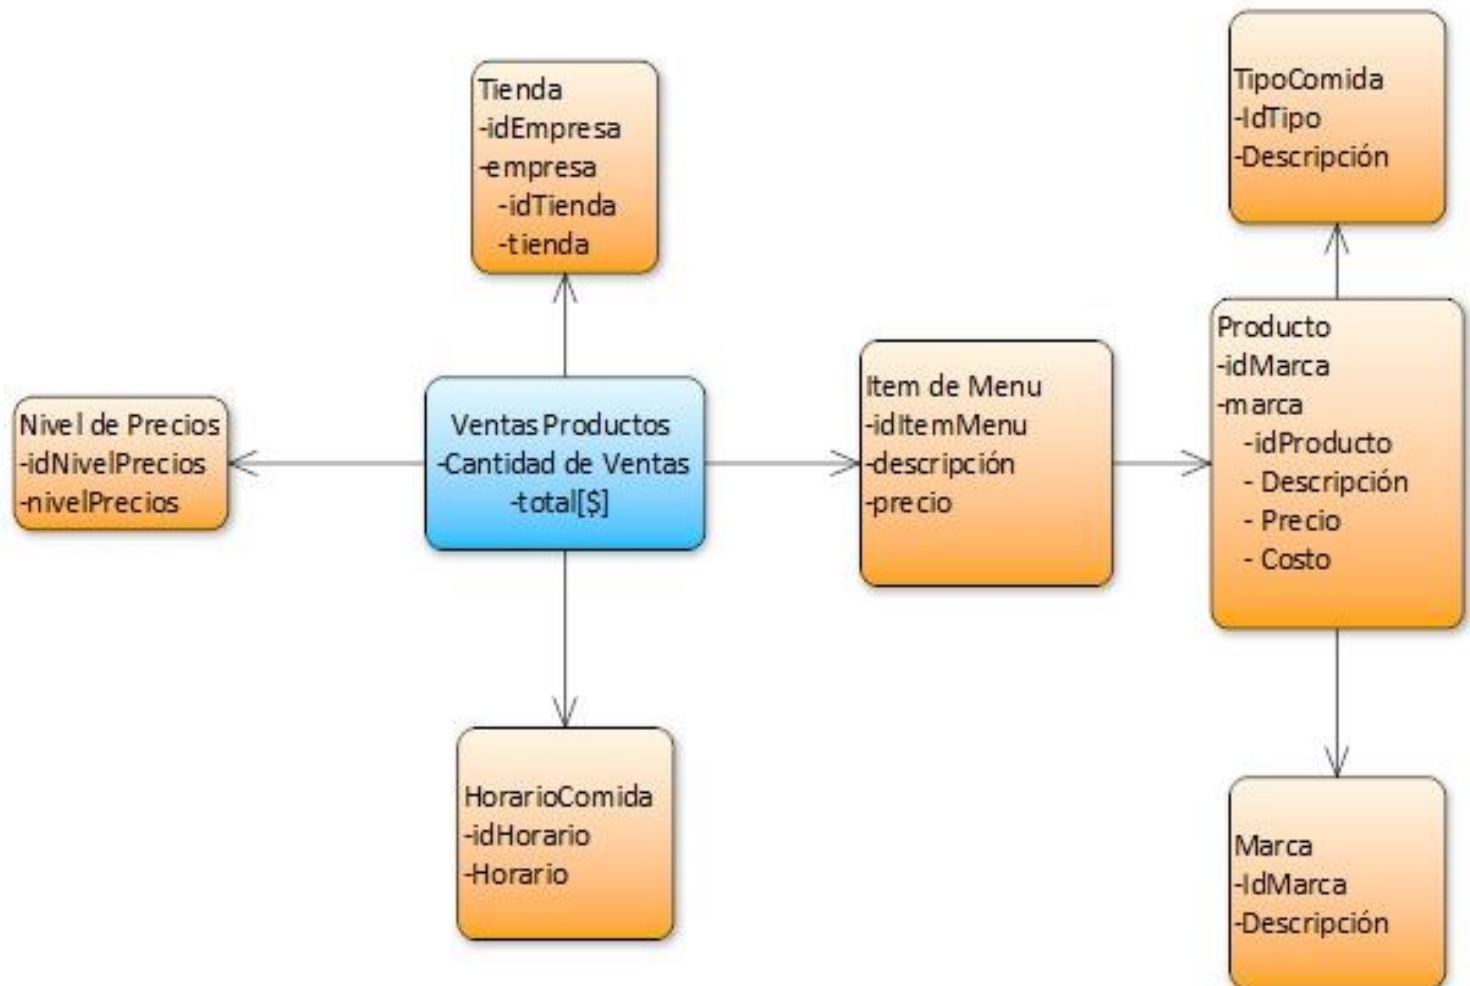 Tienda
-idEmpresa
-empresa
-idTienda
-tienda
TipoComida
-IdTipo
-Descripción
Nivel de Precios
-idNivelPrecios
-nivelPrecios
Ventas Productos
-Cantidad de Ventas
-total[$]
Item de Menu
-idItemMenu
-descripción
-precio
Producto
-idMarca
-marca
-idProducto
- Descripción
- Precio
- Costo
HorarioComida
-idHorario
-Horario
Marca
-IdMarca
-Descripción